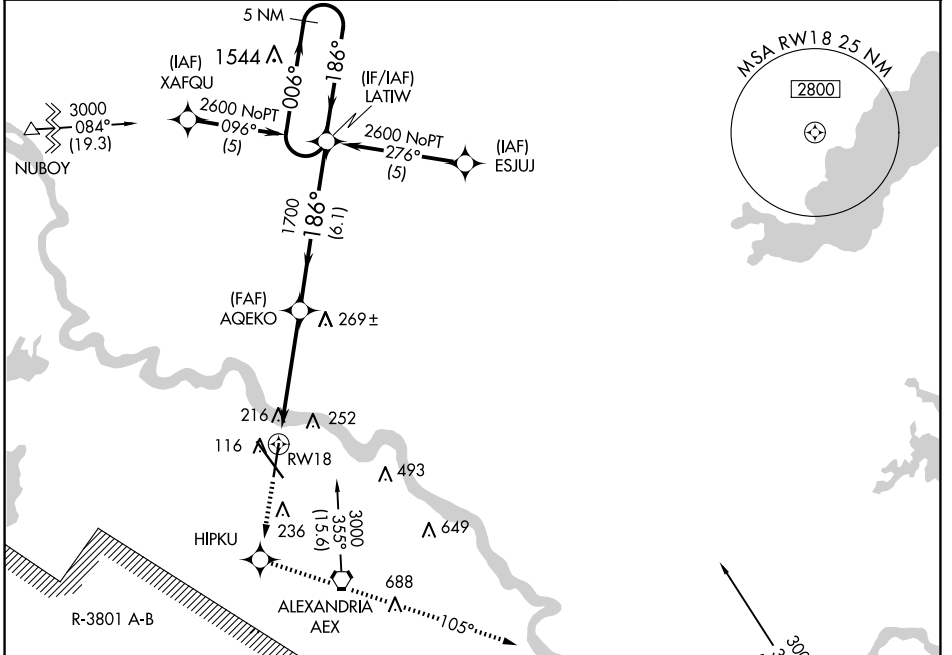 5 NM
006°
186°
1544
(IAF)
XAFQU
(IF/IAF)
LATIW
MSA RW18 25 NM
2800
3000
084°
(19.3)
NUBOY
2600 NoPT
096°
(5)
2600 NoPT
276°
(5)
(IAF)
ESJUJ
1700
186°
(6.1)
(FAF)
AQEKO
269±
216
252
116
RW18
493
236
649
3000
355°
(15.6)
HIPKU
688
ALEXANDRIA
AEX
105°
R-3801 A-B